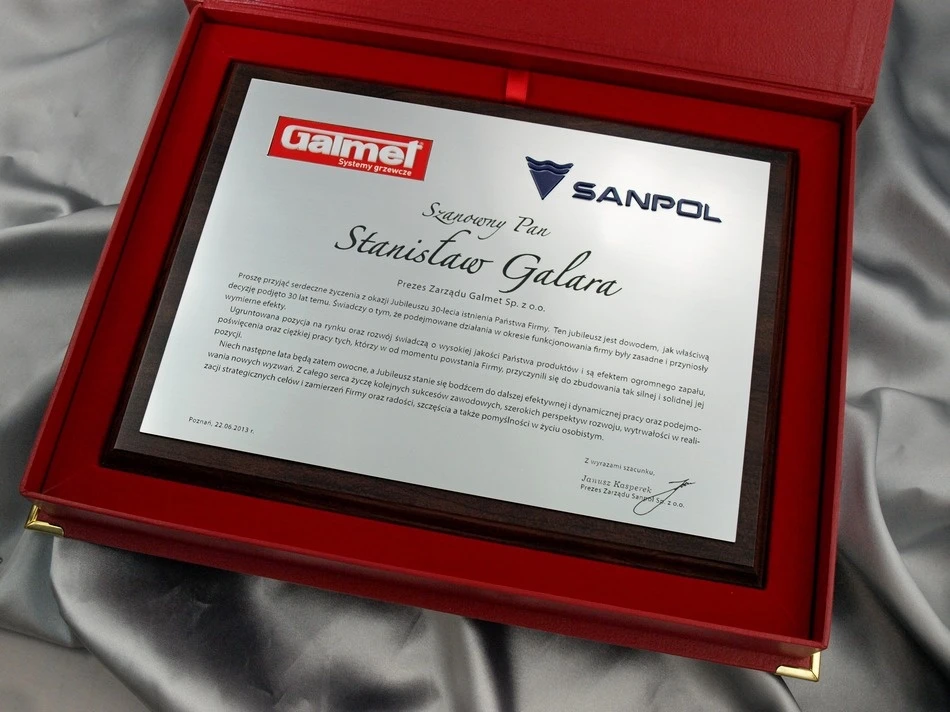 Galmet
Systemy grzewcze
SANPOL
Szanowny Pan
Stanisław Galara
Prezes Zarządu Galmet Sp. z o.o.
Proszę przyjąć serdeczne życzenia z okazji Jubileuszu 30-lecia istnienia Państwa Firmy. Ten jubileusz jest dowodem, jak właściwą
decyzję podjęto 30 lat temu. Świadczy o tym, że podejmowane działania w okresie funkcjonowania firmy były zasadne i przyniosły
wymierne efekty.
Ugruntowana pozycja na rynku oraz rozwój świadczą o wysokiej jakości Państwa produktów i są efektem ogromnego zapału,
poświęcenia oraz ciężkiej pracy tych, którzy w od momentu powstania Firmy, przyczynili się do zbudowania tak silnej i solidnej jej
pozycji.
Niech następne lata będą zatem owocne, a Jubileusz stanie się bodźcem do dalszej efektywnej i dynamicznej pracy oraz podejmo-
wania nowych wyzwań. Z całego serca życzę kolejnych sukcesów zawodowych, szerokich perspektyw rozwoju, wytrwałości w reali-
zacji strategicznych celów i zamierzeń Firmy oraz radości, szczęścia a także pomyślności w życiu osobistym.
Poznań, 22.06.2013 r.
Z wyrazami szacunku,
Janusz Kasperek
Prezes Zarządu Sanpol Sp. z o.o.